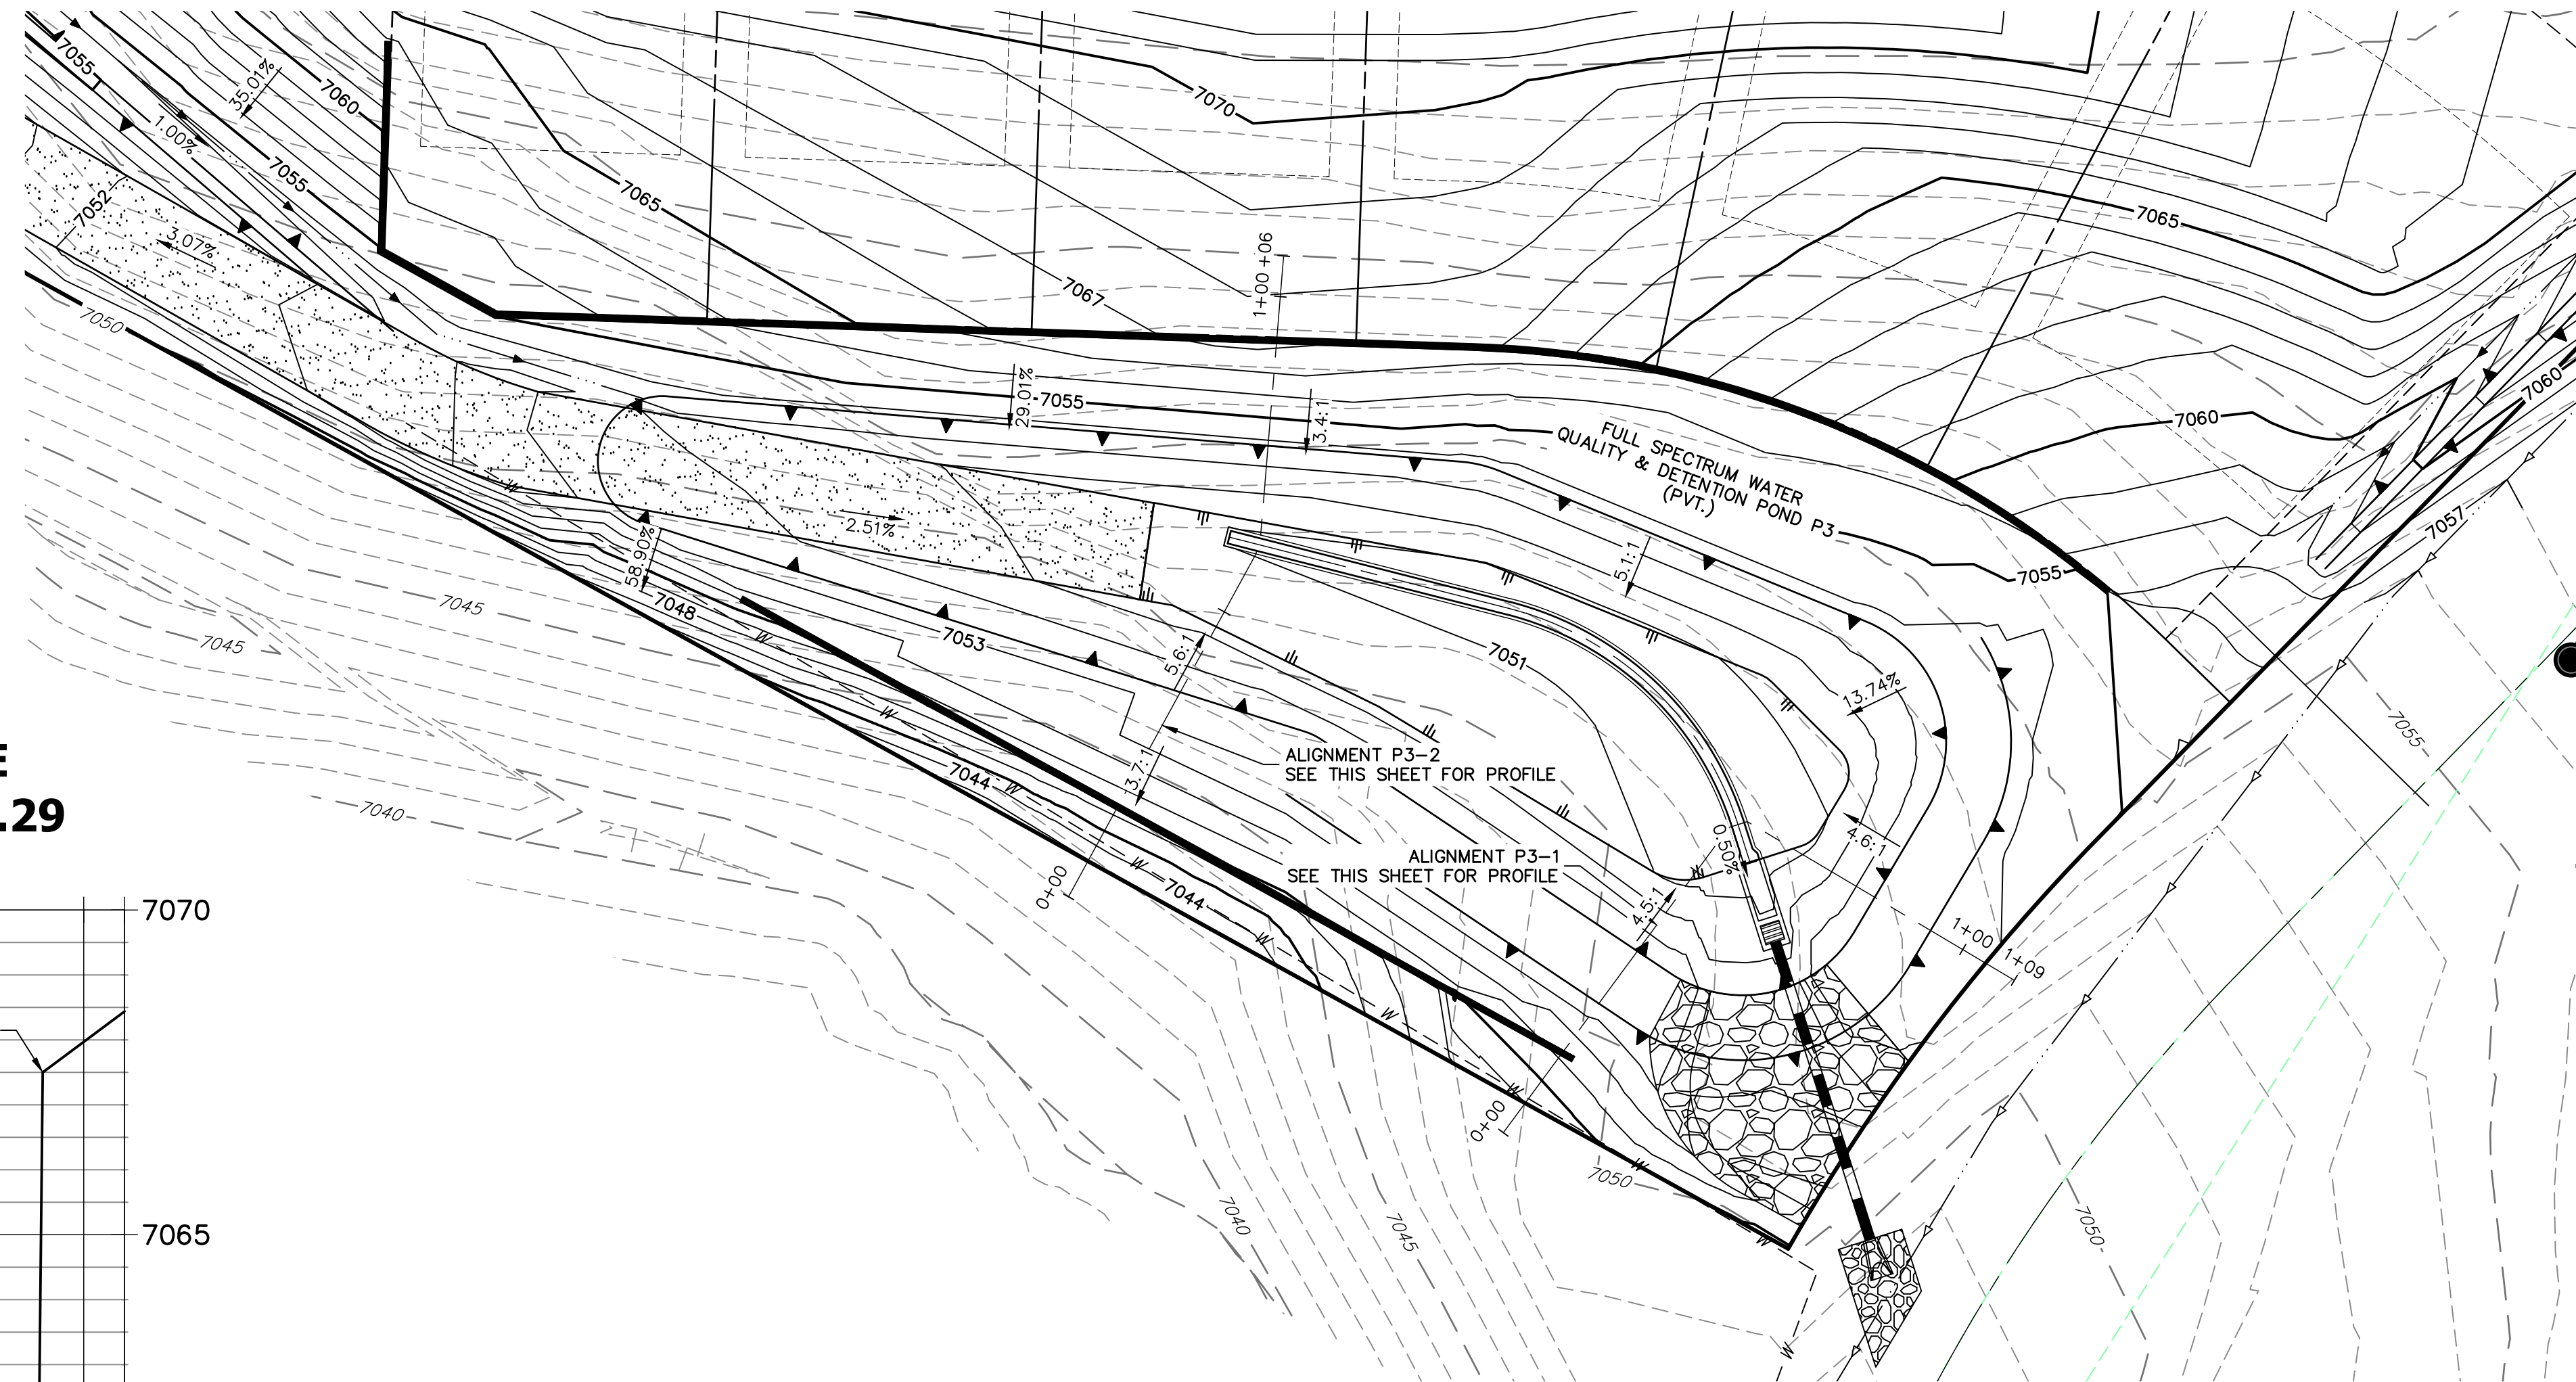 7055
35.01%
7060
1.00%
7055
7052
3.07%
7050
7065
7070
7067
1+00
+06
7065
7060
7060
7057
29.01%
7055
3.4:1
FULL SPECTRUM WATER
QUALITY & DETENTION POND P3
(PVT.)
7055
2.51%
58.90%
7048
7045
7045
7053
5.6:1
5.1:1
7051
13.74%
7055
W
W
W
W
W
W
W
W
W
W
W
W
W
ALIGNMENT P3-2
SEE THIS SHEET FOR PROFILE
3.7:1
7044
7044
7040
0+00
ALIGNMENT P3-1
SEE THIS SHEET FOR PROFILE
0.50%
4.6:1
4.5:1
1+00
1+09
0+00
7050
7040
7045
7050
E
.29
7070
7065